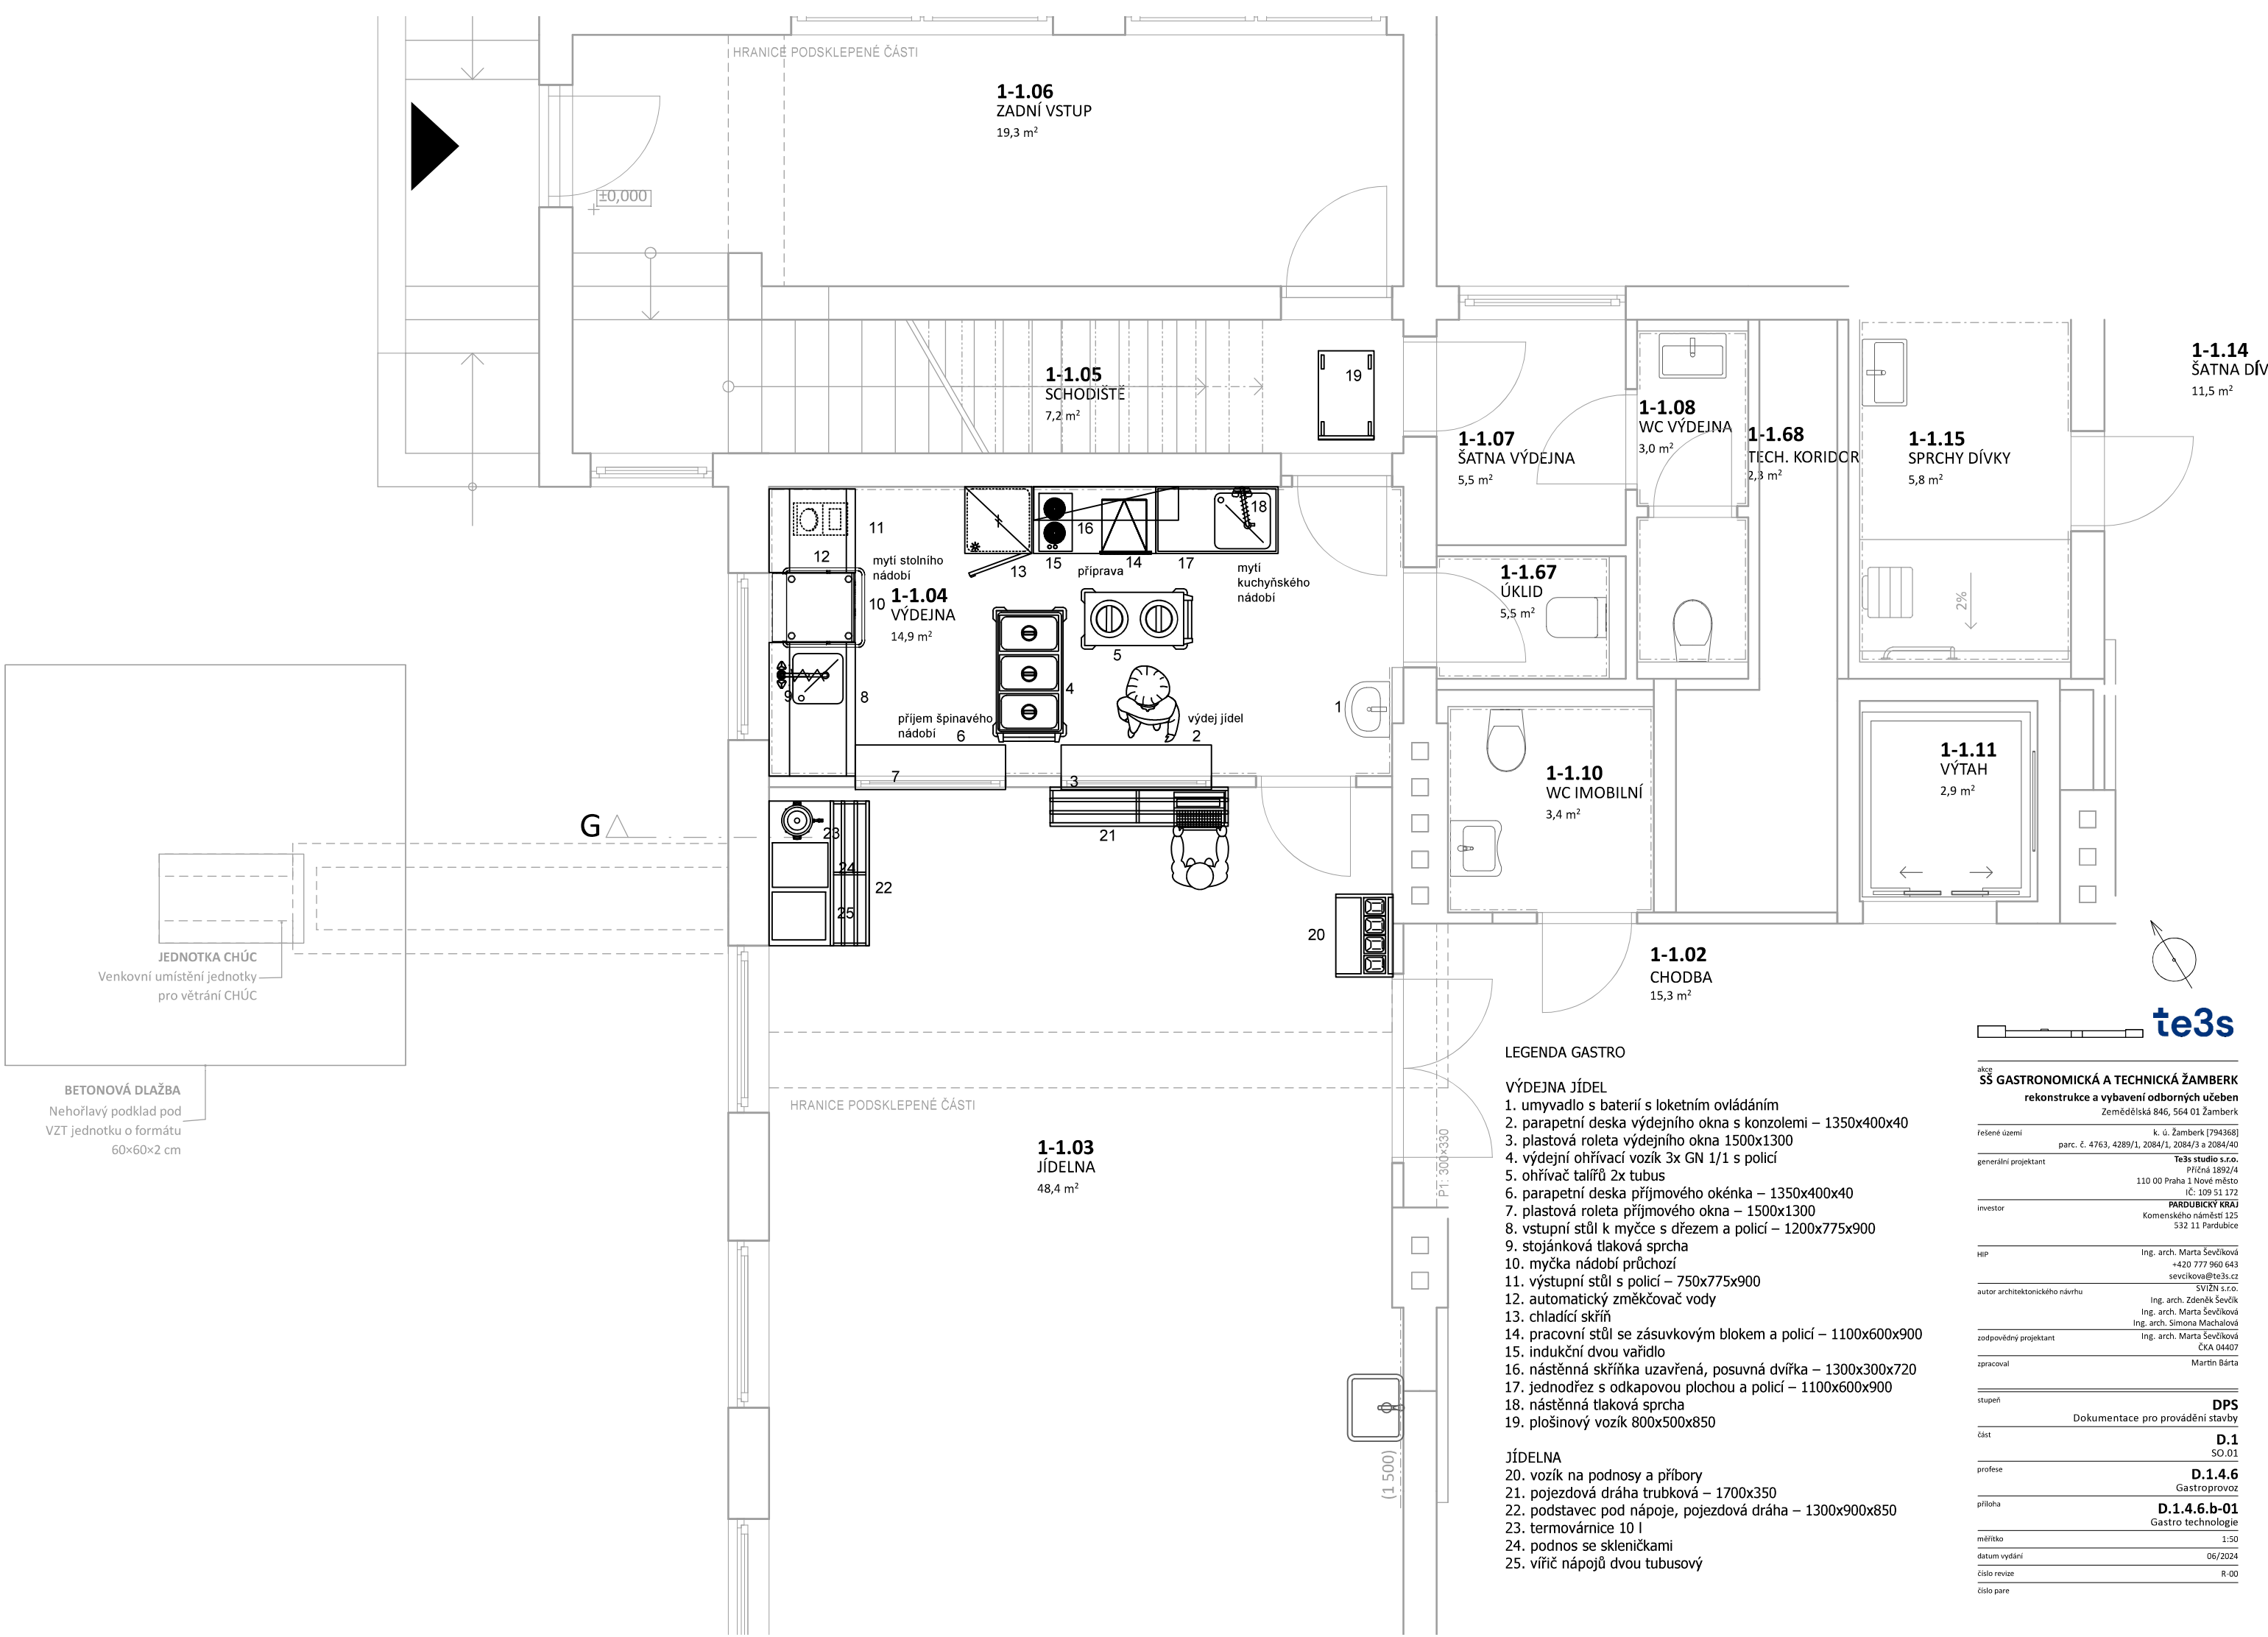 HRANICE PODSKLEPENÉ ČÁSTI
1-1.06
ZADNÍ VSTUP
19,3 m²
±0,000
1-1.05
SCHODIŠTĚ
7,2 m²
19
1-1.07
ŠATNA VÝDEJNA
5,5 m²
1-1.08
WC VÝDEJNA
3,0 m²
1-1.68
TECH. KORIDOR
2,3 m²
1-1.15
SPRCHY DÍVKY
5,8 m²
1-1.14
ŠATNA DÍV
11,5 m²
2%
11
12
mytí stolního
nádobí
10
1-1.04
VÝDEJNA
14,9 m²
13
15
16
14
příprava
17
18
mytí
kuchyňského
nádobí
1-1.67
ÚKLID
5,5 m²
5
4
9
8
příjem špinavého
nádobí
6
7
výdej jídel
2
3
1
21
1-1.10
WC IMOBILNÍ
3,4 m²
1-1.11
VÝTAH
2,9 m²
G
23
24
25
22
20
JEDNOTKA CHÚC
Venkovní umístění jednotky
pro větrání CHÚC
BETONOVÁ DLAŽBA
Nehořlavý podklad pod
VZT jednotku o formátu
60×60×2 cm
HRANICE PODSKLEPENÉ ČÁSTI
1-1.03
JÍDELNA
48,4 m²
P1: 300×330
(1 500)
1-1.02
CHODBA
15,3 m²
LEGENDA GASTRO
VÝDEJNA JÍDEL
1. umyvadlo s baterií s loketním ovládáním
2. parapetní deska výdejního okna s konzolemi – 1350x400x40
3. plastová roleta výdejního okna 1500x1300
4. výdejní ohřívací vozík 3x GN 1/1 s policí
5. ohřívač talířů 2x tubus
6. parapetní deska příjmového okénka – 1350x400x40
7. plastová roleta příjmového okna – 1500x1300
8. vstupní stůl k myčce s dřezem a policí – 1200x775x900
9. stojánková tlaková sprcha
10. myčka nádobí průchozí
11. výstupní stůl s policí – 750x775x900
12. automatický změkčovač vody
13. chladící skříň
14. pracovní stůl se zásuvkovým blokem a policí – 1100x600x900
15. indukční dvou vařidlo
16. nástěnná skříňka uzavřená, posuvná dvířka – 1300x300x720
17. jednodřez s odkapovou plochou a policí – 1100x600x900
18. nástěnná tlaková sprcha
19. plošinový vozík 800x500x850
JÍDELNA
20. vozík na podnosy a příbory
21. pojezdová dráha trubková – 1700x350
22. podstavec pod nápoje, pojezdová dráha – 1300x900x850
23. termovárnice 10 l
24. podnos se skleničkami
25. vířič nápojů dvou tubusový
te3s
akce
SŠ GASTRONOMICKÁ A TECHNICKÁ ŽAMBERK
rekonstrukce a vybavení odborných učeben
Zemědělská 846, 564 01 Žamberk
řešené území
k. ú. Žamberk [794368]
parc. č. 4763, 4289/1, 2084/1, 2084/3 a 2084/40
generální projektant
Te3s studio s.r.o.
Příčná 1892/4
110 00 Praha 1 Nové město
IČ: 109 51 172
investor
PARDUBICKÝ KRAJ
Komenského náměstí 125
532 11 Pardubice
HIP
Ing. arch. Marta Ševčíková
+420 777 960 643
sevcikova@te3s.cz
autor architektonického návrhu
SVIŽN s.r.o.
Ing. arch. Zdeněk Ševčík
Ing. arch. Marta Ševčíková
Ing. arch. Simona Machalová
zodpovědný projektant
Ing. arch. Marta Ševčíková
ČKA 04407
zpracoval
Martin Bárta
stupeň
DPS
Dokumentace pro provádění stavby
část
D.1
SO.01
profese
D.1.4.6
Gastroprovoz
příloha
D.1.4.6.b-01
Gastro technologie
měřítko
1:50
datum vydání
06/2024
číslo revize
R-00
číslo pare